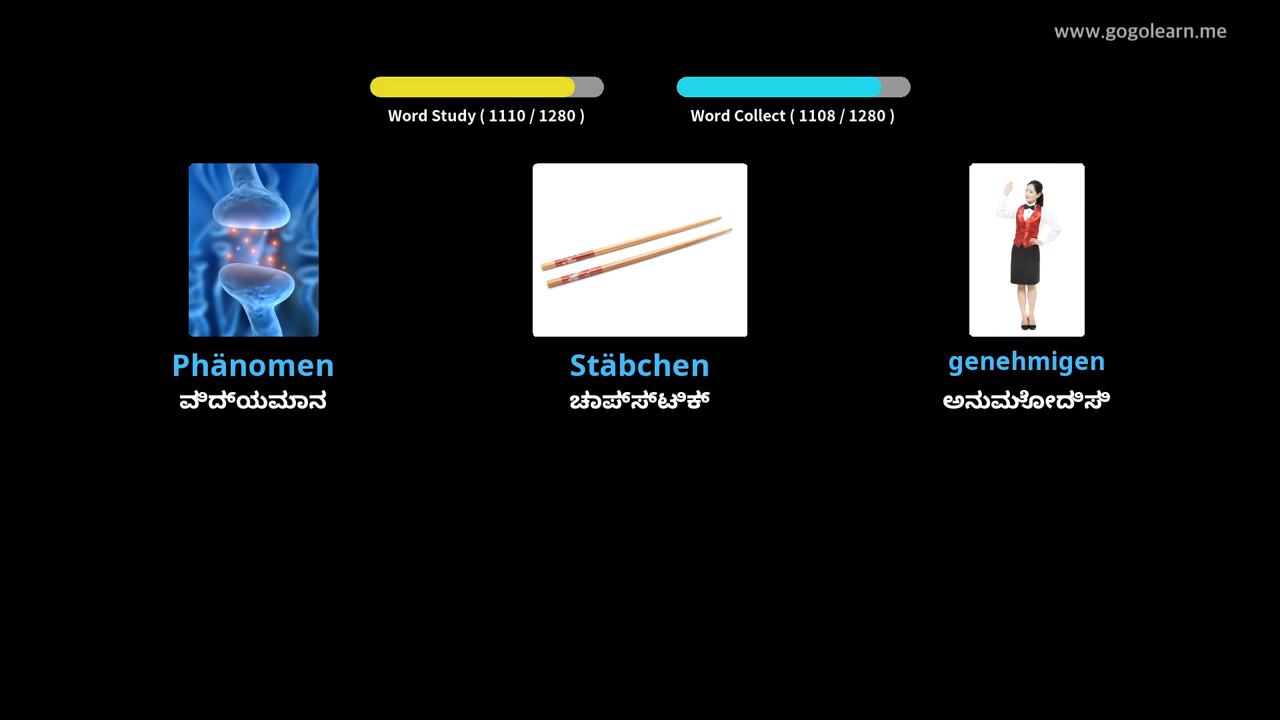 www.gogolearn.me
Word Study ( 1110 / 1280 )
Word Collect ( 1108 / 1280 )
Phänomen
ವಿದ್ಯಮಾನ
Stäbchen
ಚಾಪ್ಸ್ಟಿಕ್
genehmigen
ಅನುಮೋದಿಸಿ